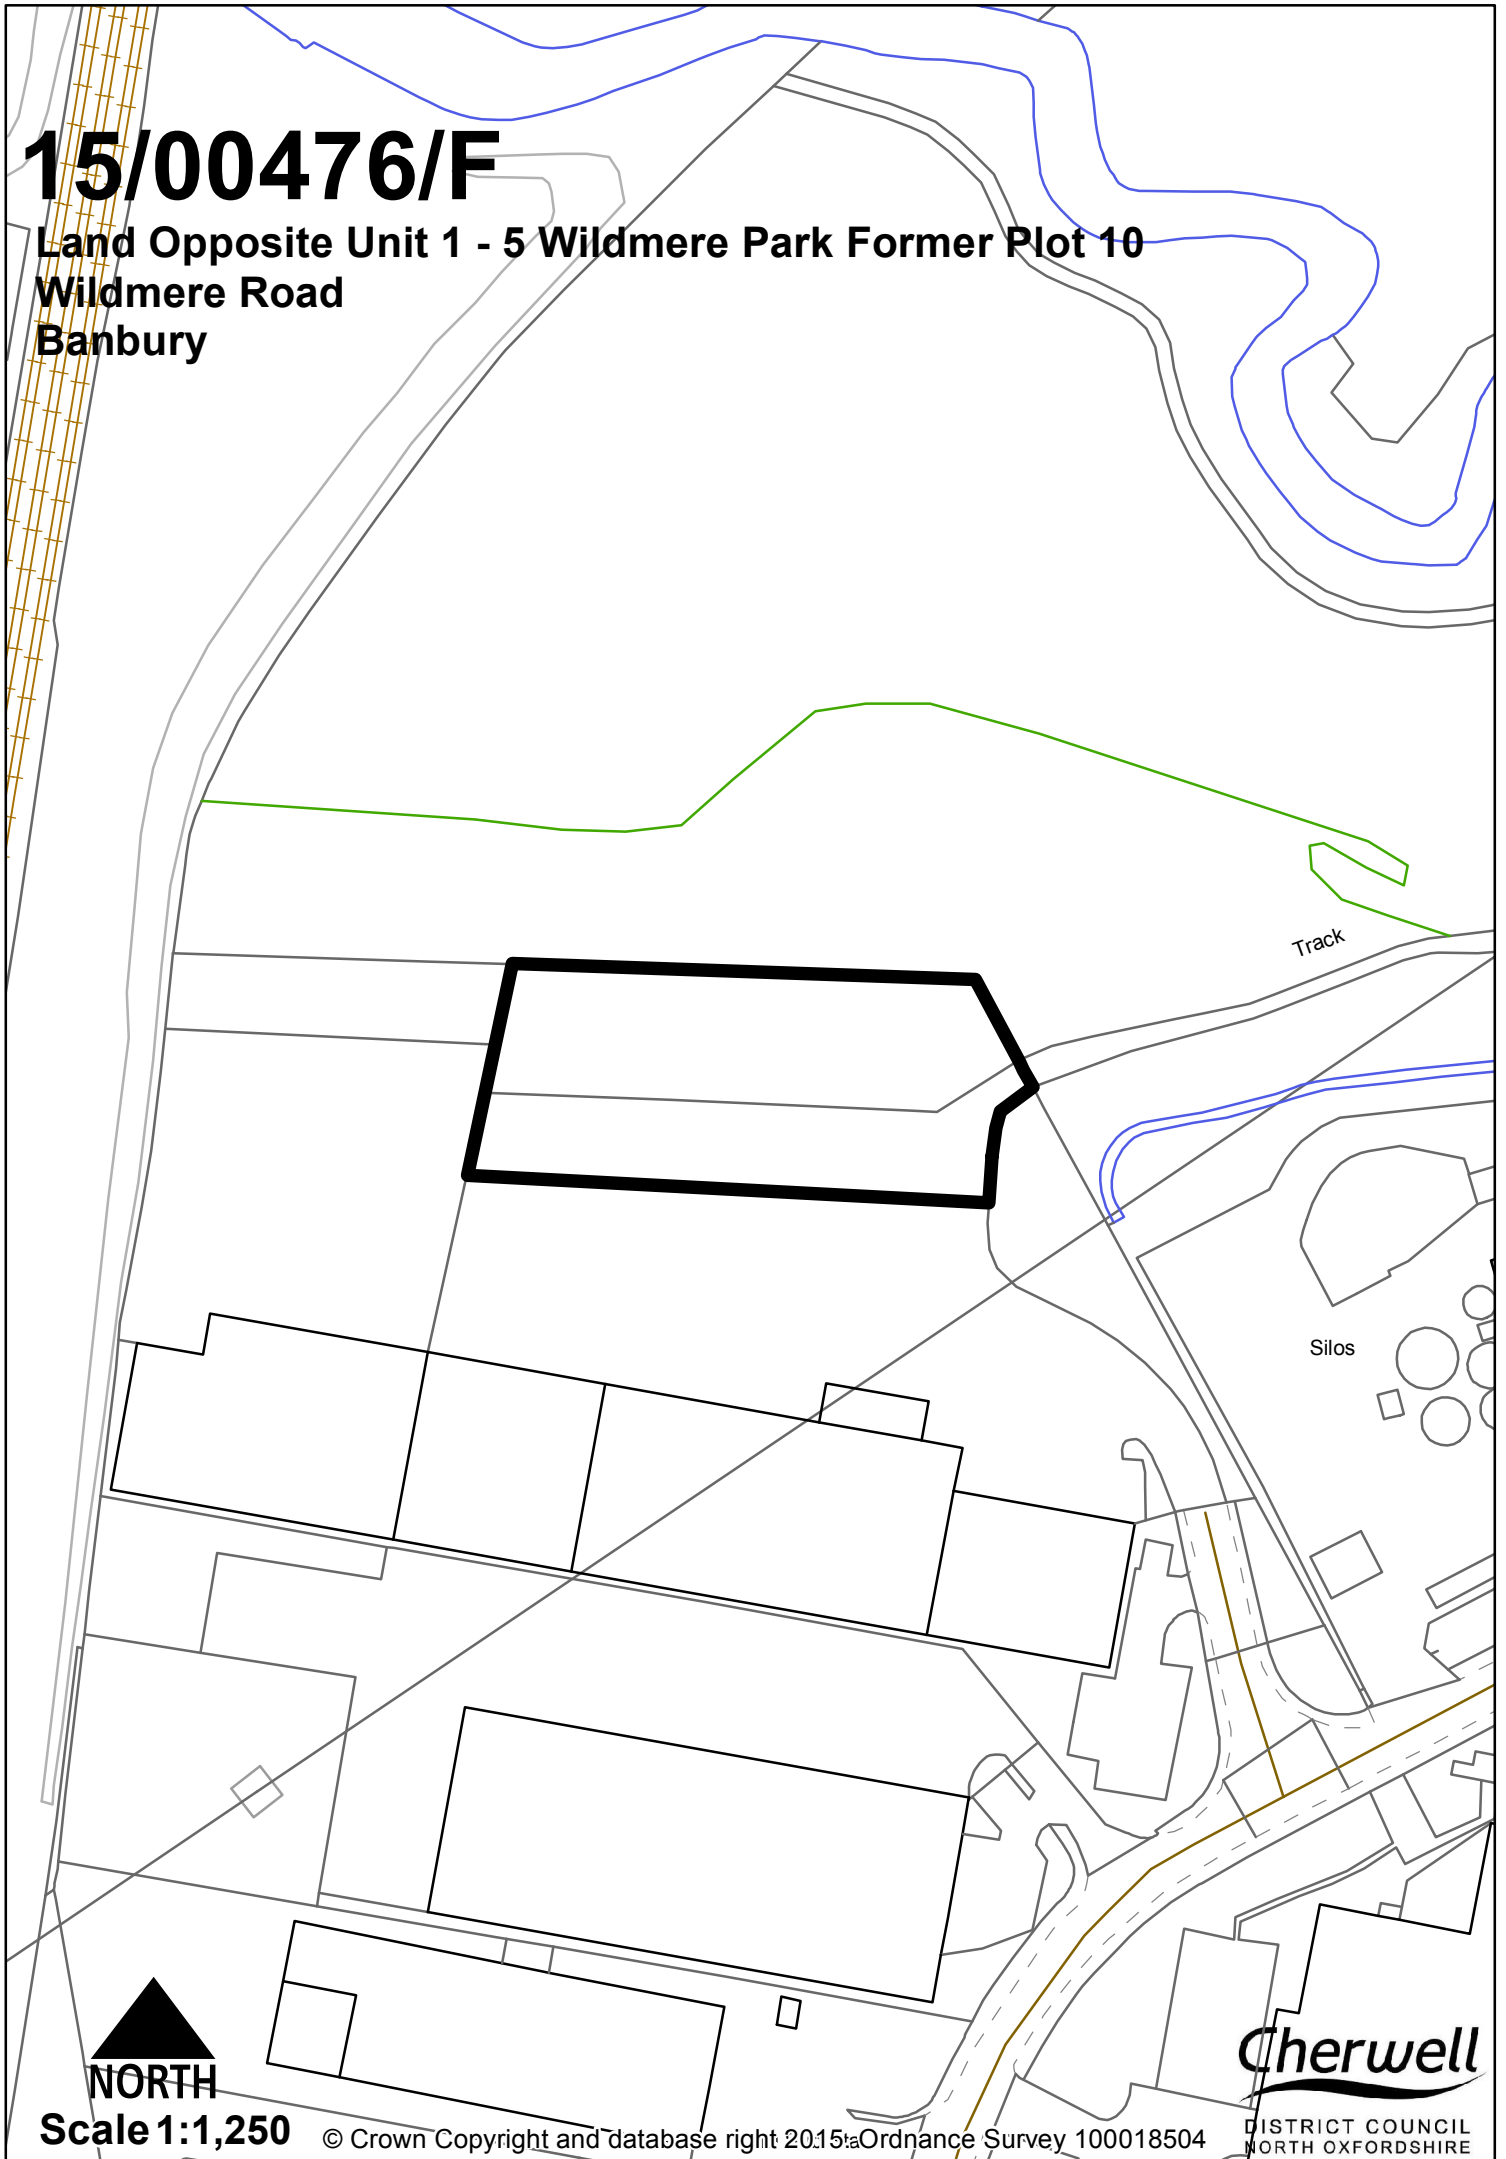 15/00476/F
Land Opposite Unit 1 - 5 Wildmere Park Former Plot 10
Wildmere Road
Banbury
Track
Silos
NORTH
Scale 1:1,250
© Crown Copyright and database right 2015. Ordnance Survey 100018504
Cherwell
DISTRICT COUNCIL
NORTH OXFORDSHIRE